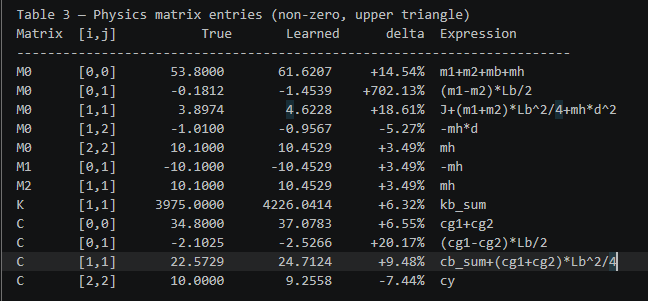 Table 3 — Physics matrix entries (non-zero, upper triangle)
Matrix [i,j] True Learned delta Expression
----------------------------------------------------------------------
M0 [0,0] 53.8000 61.6207 +14.54% m1+m2+mb+mh
M0 [0,1] -0.1812 -1.4539 +702.13% (m1-m2)*Lb/2
M0 [1,1] 3.8974 4.6228 +18.61% J+(m1+m2)*Lb^2/4+mh*d^2
M0 [1,2] -1.0100 -0.9567 -5.27% -mh*d
M0 [2,2] 10.1000 10.4529 +3.49% mh
M1 [0,1] -10.1000 -10.4529 +3.49% -mh
M2 [1,1] 10.1000 10.4529 +3.49% mh
K [1,1] 3975.0000 4226.0414 +6.32% kb_sum
C [0,0] 34.8000 37.0783 +6.55% cg1+cg2
C [0,1] -2.1025 -2.5266 +20.17% (cg1-cg2)*Lb/2
C [1,1] 22.5729 24.7124 +9.48% cb_sum+(cg1+cg2)*Lb^2/4
C [2,2] 10.0000 9.2558 -7.44% cy